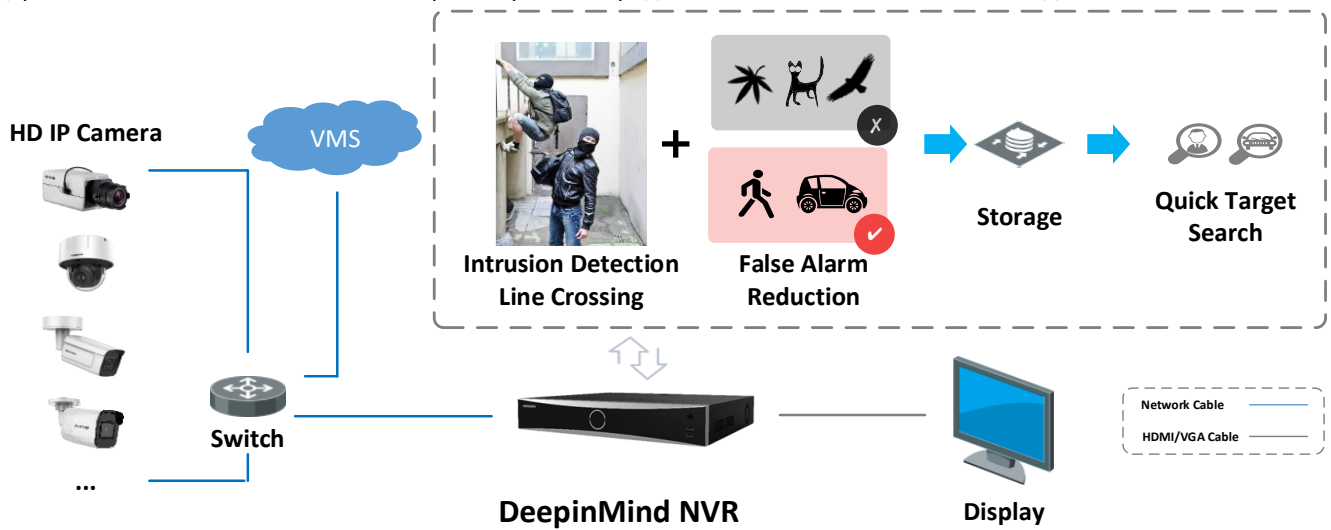 HD IP Camera
VMS
Intrusion Detection
Line Crossing
+
False Alarm
Reduction
Storage
Quick Target
Search
Switch
...
DeepinMind NVR
Display
Network Cable
HDMI/VGA Cable